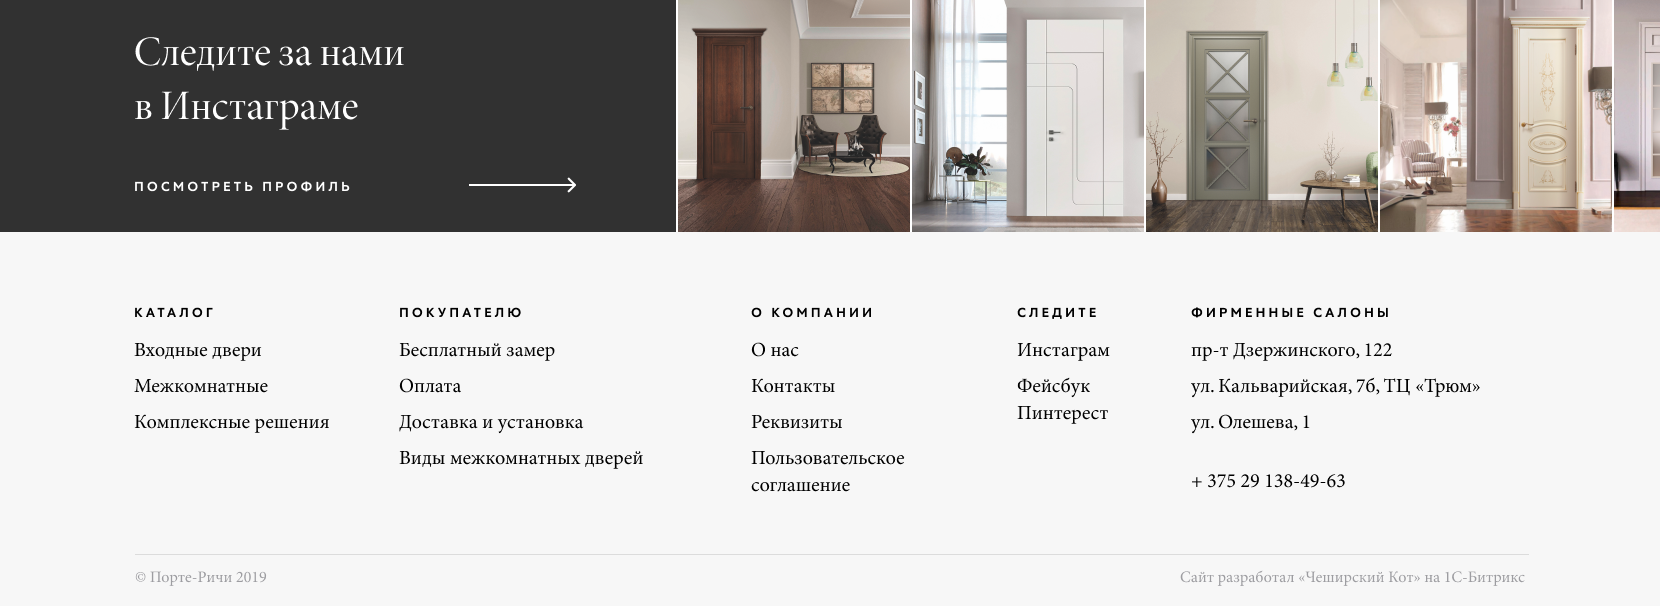 Следите за нами
в Инстаграме
ПОСМОТРЕТЬ ПРОФИЛЬ
КАТАЛОГ
Входные двери
Межкомнатные
Комплексные решения
ПОКУПАТЕЛЮ
Бесплатный замер
Оплата
Доставка и установка
Виды межкомнатных дверей
О КОМПАНИИ
О нас
Контакты
Реквизиты
Пользовательское
соглашение
СЛЕДИТЕ
Инстаграм
Фейсбук
Пинтерест
ФИРМЕННЫЕ САЛОНЫ
пр-т Дзержинского, 122
ул. Кальварийская, 7б, ТЦ «Трюм»
ул. Олешева, 1
+ 375 29 138-49-63
© Порте-Ричи 2019
Сайт разработал «Чеширский Кот» на 1С-Битрикс